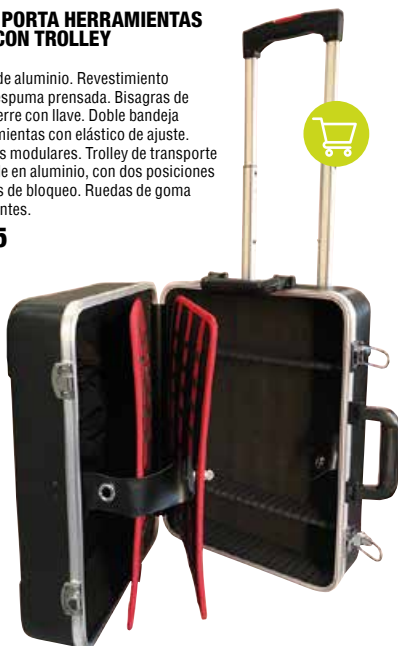 PORTA HERRAMIENTAS
CON TROLLEY
de aluminio. Revestimiento
espuma prensada. Bisagras de
erre con llave. Doble bandeja
mientas con elástico de ajuste.
s modulares. Trolley de transporte
e en aluminio, con dos posiciones
s de bloqueo. Ruedas de goma
ntes.
5